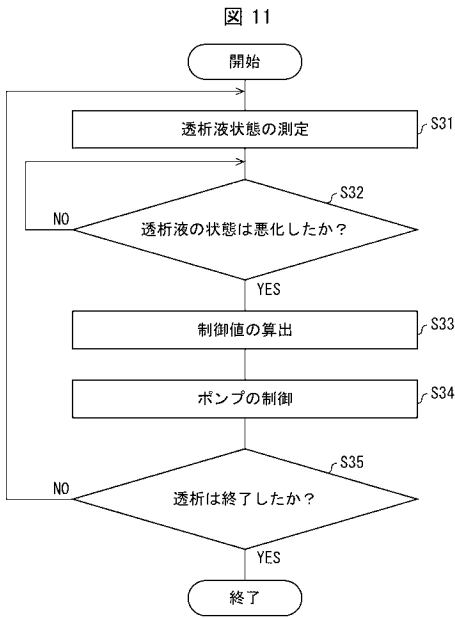 図 11
開始
透析液状態の測定
S31
S32
NO
透析液の状態は悪化したか？
YES
制御値の算出
S33
ポンプの制御
S34
S35
NO
透析は終了したか？
YES
終了